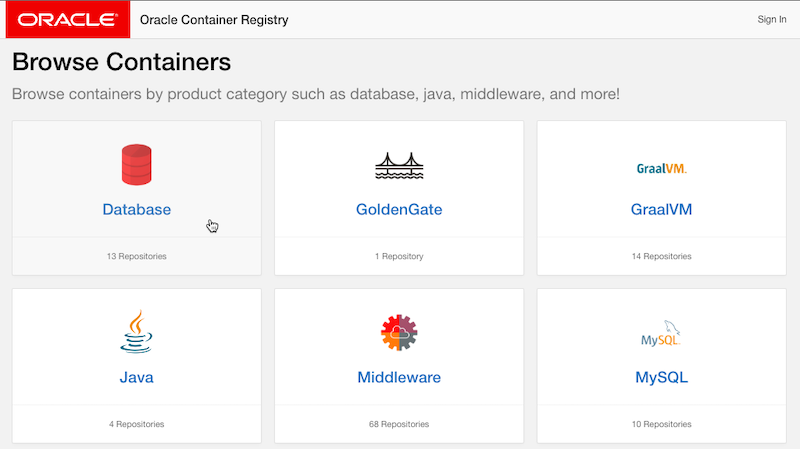 ORACLE Oracle Container Registry Sign In
Browse Containers
Browse containers by product category such as database, java, middleware, and more!
Database
13 Repositories
GoldenGate
1 Repository
GraalVM
GraalVM
14 Repositories
Java
4 Repositories
Middleware
68 Repositories
MySQL
MySQL
10 Repositories